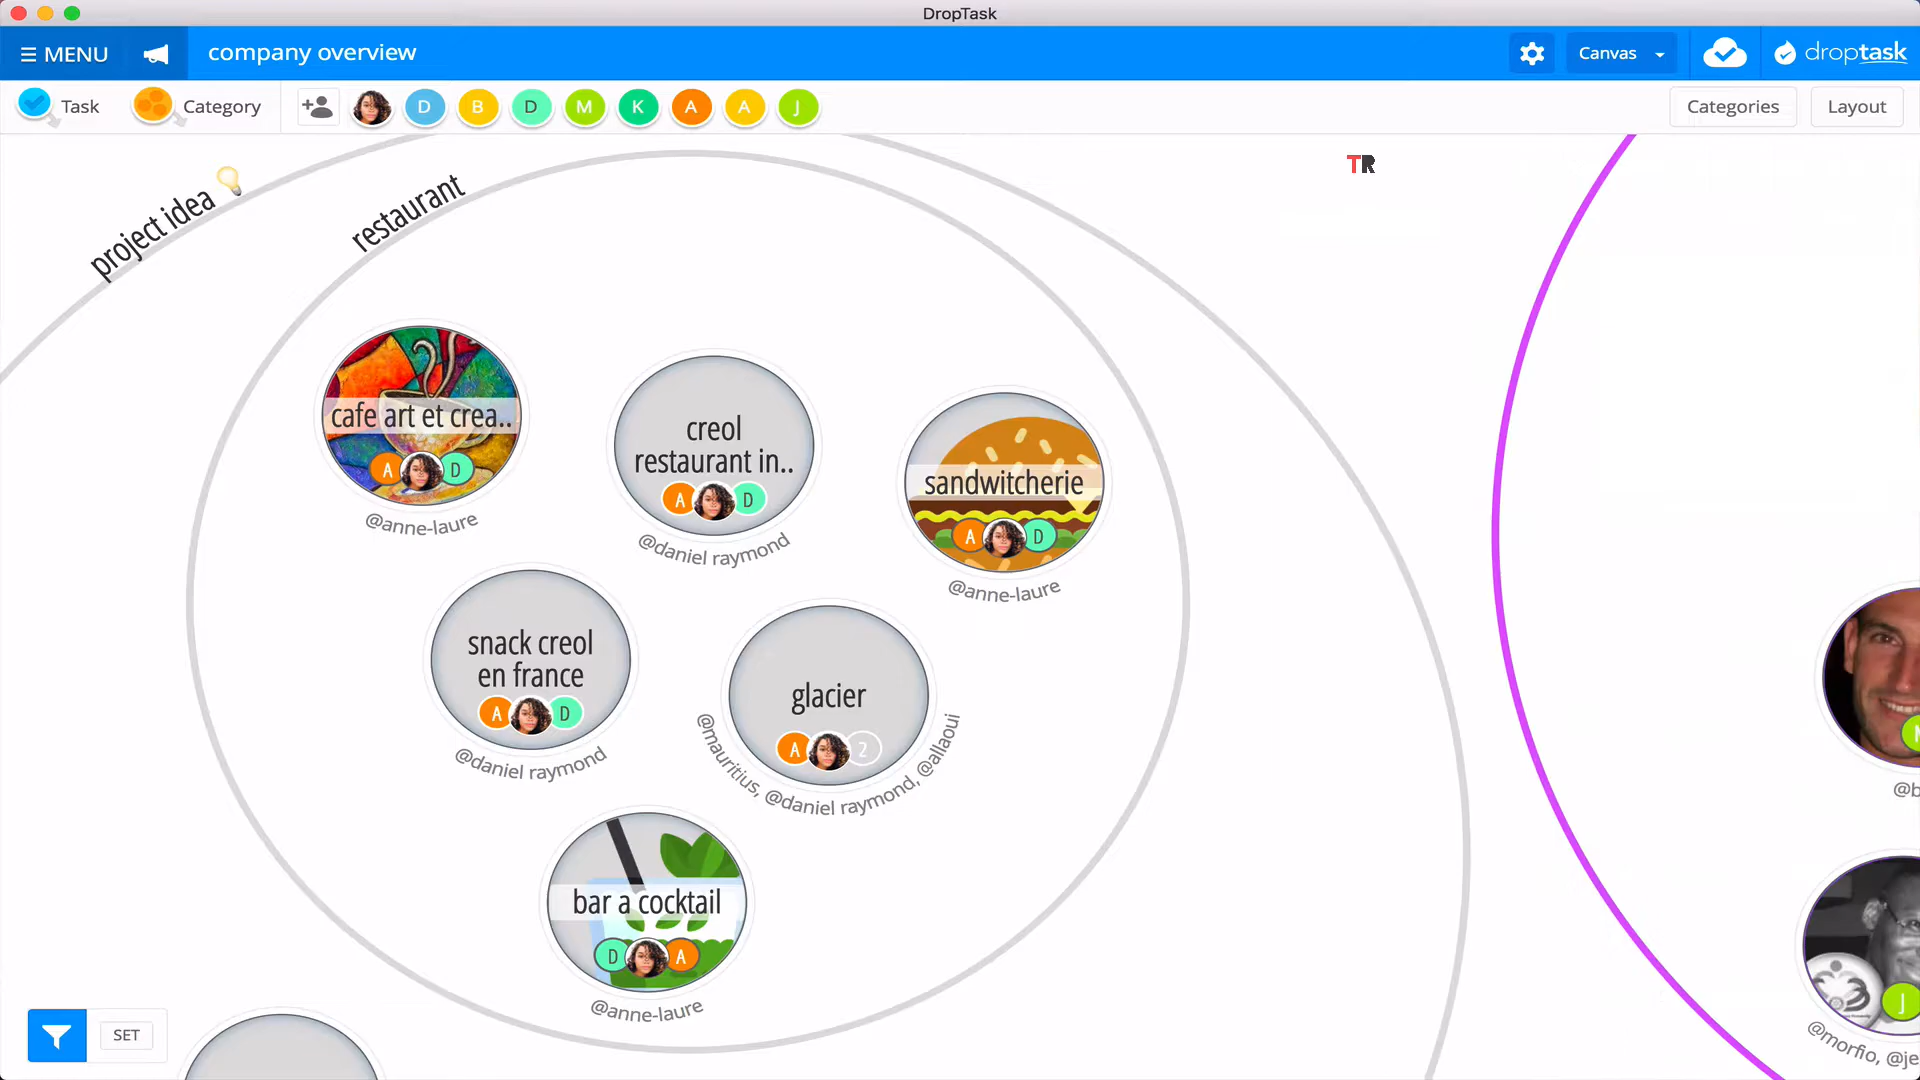 DropTask
MENU
company overview
Canvas
droptask
Task
Category
D
B
D
M
K
A
A
J
Categories
Layout
TR
project idea
restaurant
cafe art et crea..
A
D
@anne-laure
creol
restaurant in..
A
D
@daniel raymond
sandwitcherie
A
D
@anne-laure
snack creol
en france
A
D
@daniel raymond
glacier
A
2
@mauritius, @daniel raymond, @allaoui
bar a cocktail
D
A
@anne-laure
@b
J
@morfio, @je
SET